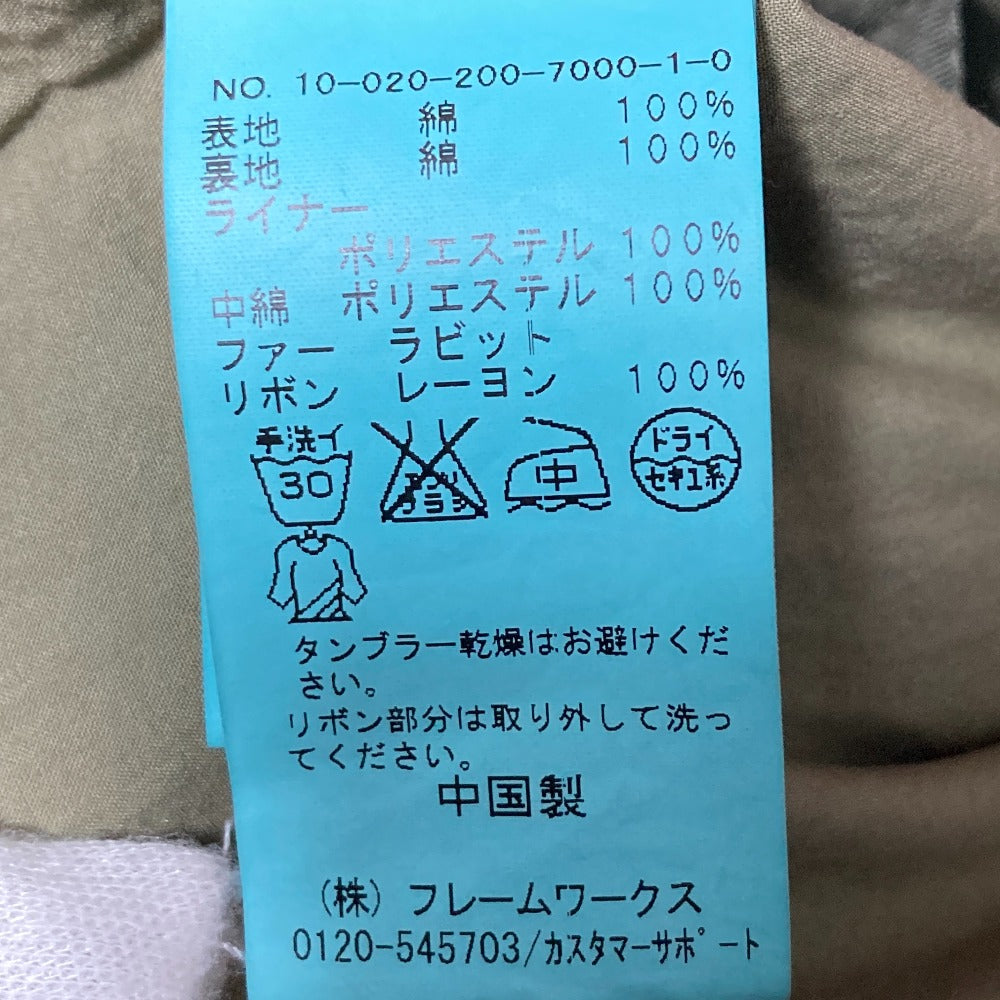 NO. 10-020-200-7000-1-0
表地 綿 100%
裏地 綿 100%
ライナー
ポリエステル 100%
中綿 ポリエステル 100%
ファー ラビット
リボン レーヨン 100%
手洗イ
30
エンソ
サラシ
中
ドライ
セキユ系
タンブラー乾燥はお避けくだ
さい。
リボン部分は取り外して洗っ
てください。
中国製
(株) フレームワークス
0120-545703/カスタマーサポート